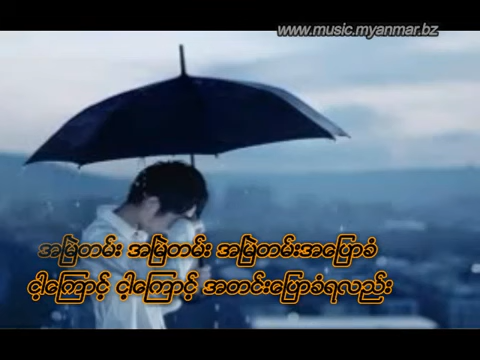 www.music.myanmar.bz
အမြဲတမ်း အမြဲတမ်း အမြဲတမ်းအပြောခံ
ငါ့ကြောင့် ငါ့ကြောင့် အတင်းပြောခံရလည်း